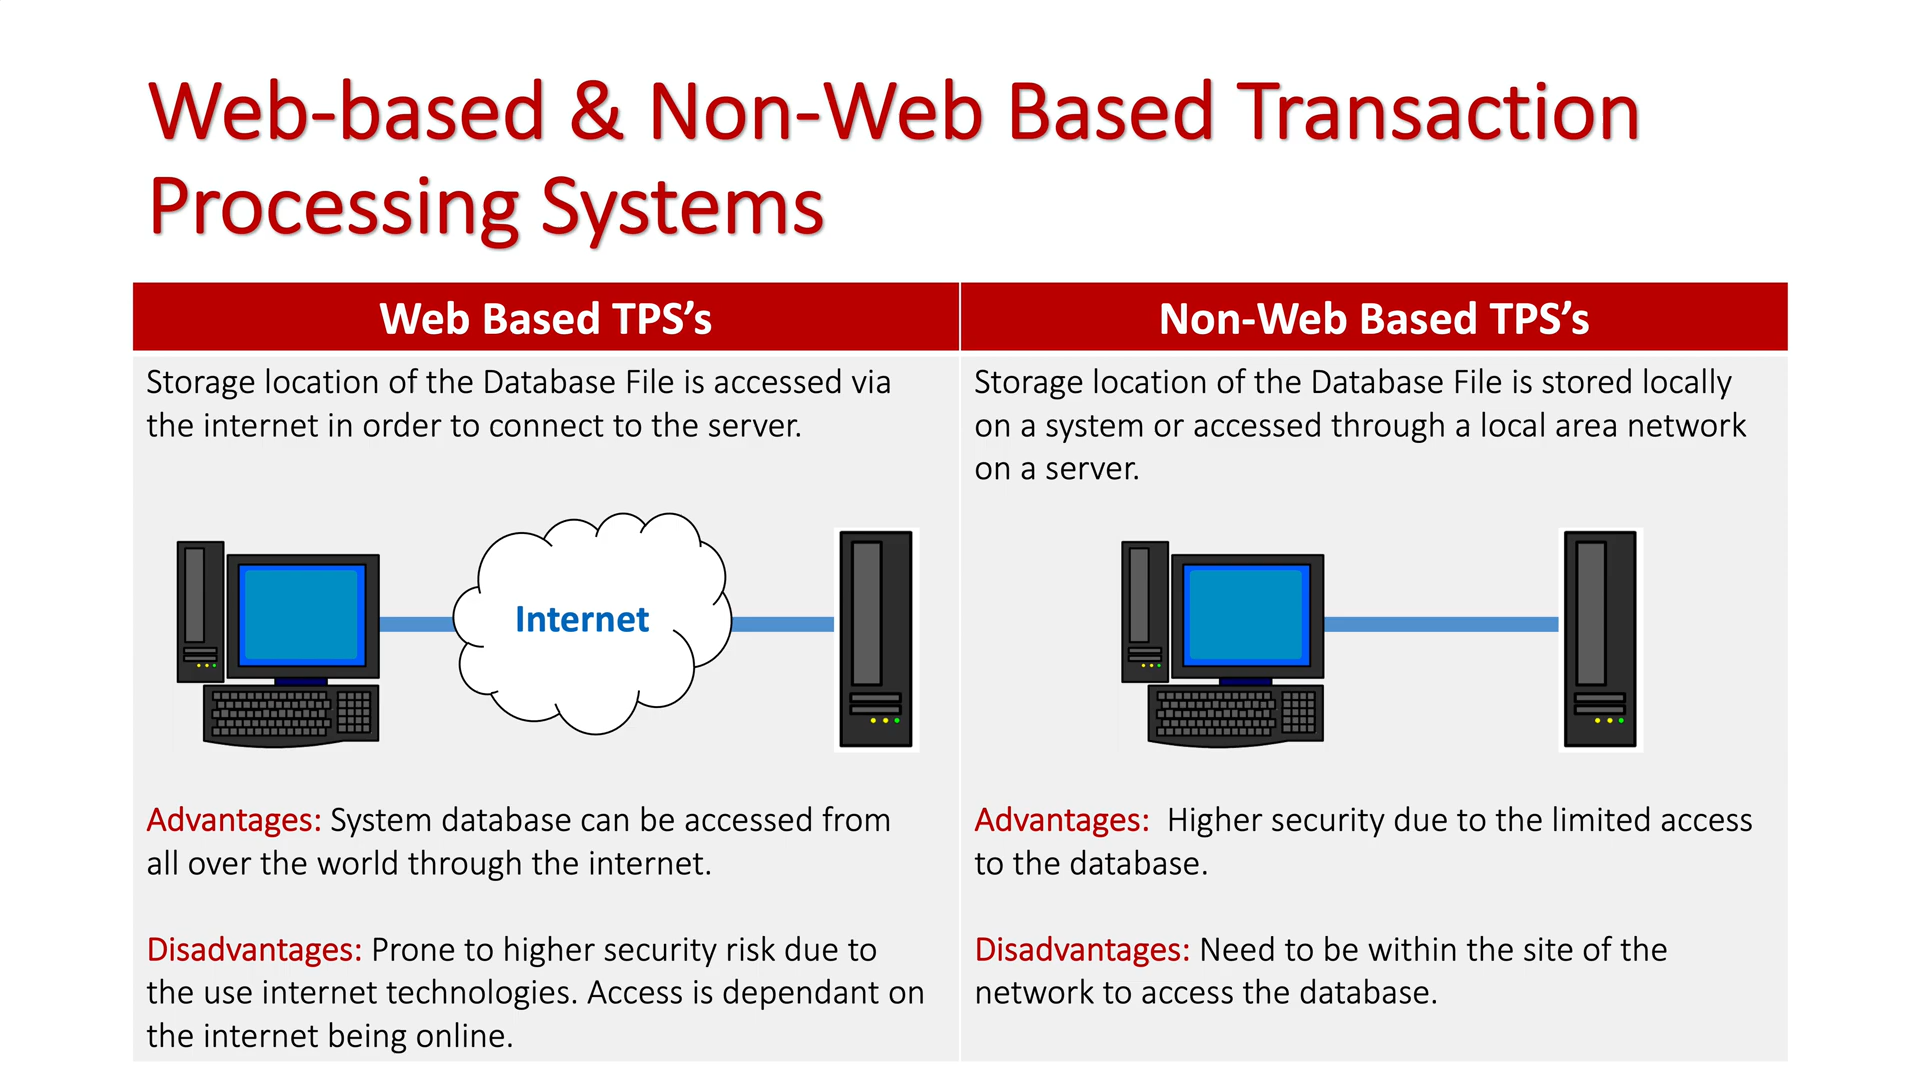 Web-based & Non-Web Based Transaction
Processing Systems
Web Based TPS’s
Storage location of the Database File is accessed via
the internet in order to connect to the server.
Internet
Advantages: System database can be accessed from
all over the world through the internet.
Disadvantages: Prone to higher security risk due to
the use internet technologies. Access is dependant on
the internet being online.
Non-Web Based TPS’s
Storage location of the Database File is stored locally
on a system or accessed through a local area network
on a server.
Advantages:  Higher security due to the limited access
to the database.
Disadvantages: Need to be within the site of the
network to access the database.